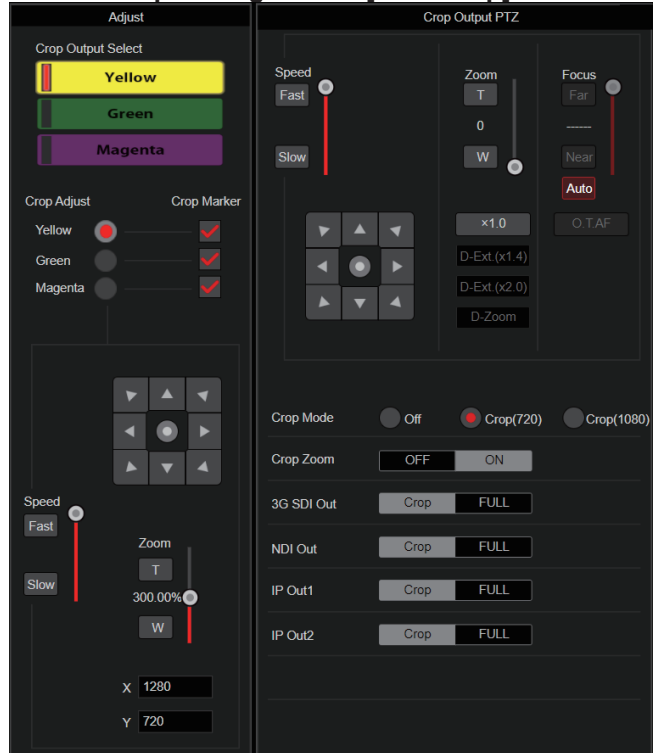 Adjust
Crop Output Select
Yellow
Green
Magenta
Crop Adjust Crop Marker
Yellow
Green
Magenta
Speed
Fast
Slow
Zoom
T
300.00%
W
X 1280
Y 720
Crop Output PTZ
Speed
Fast
Slow
Zoom
T
0
W
×1.0
D-Ext.(x1.4)
D-Ext.(x2.0)
D-Zoom
Focus
Far
------
Near
Auto
O.T.AF
Crop Mode Off Crop(720) Crop(1080)
Crop Zoom OFF ON
3G SDI Out Crop FULL
NDI Out Crop FULL
IP Out1 Crop FULL
IP Out2 Crop FULL